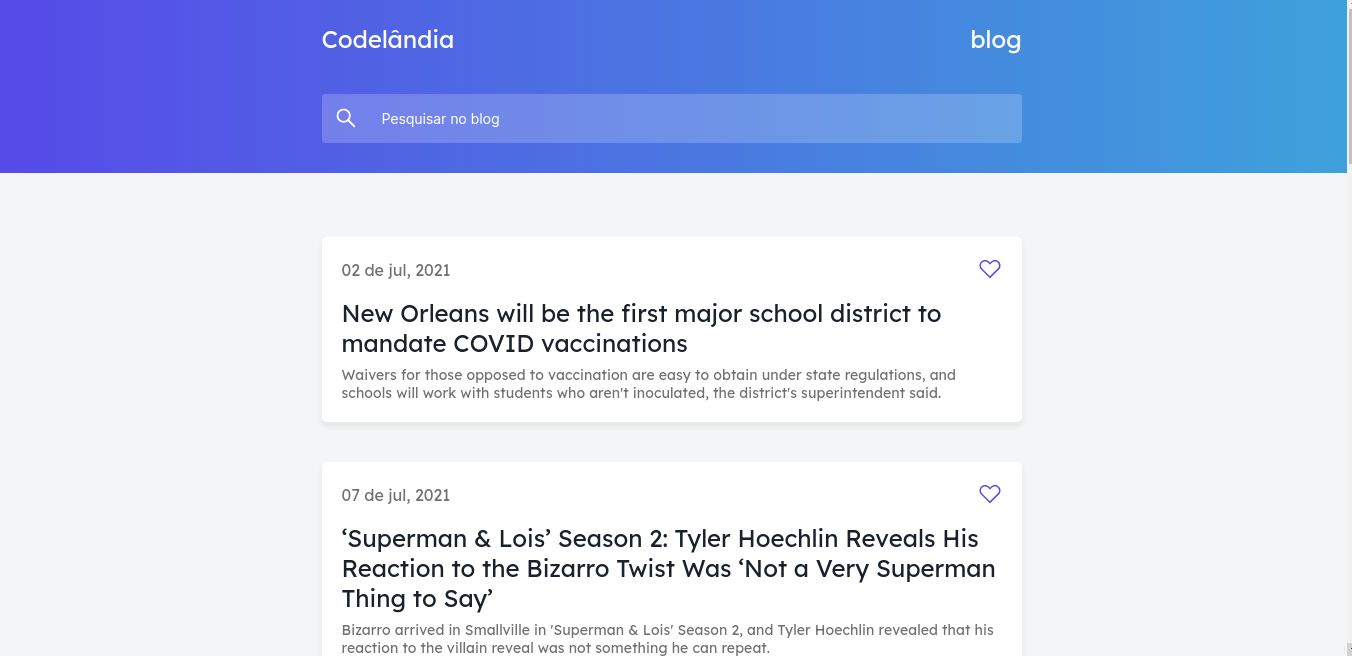 Codelândia
blog
Pesquisar no blog
02 de jul, 2021
New Orleans will be the first major school district to
mandate COVID vaccinations
Waivers for those opposed to vaccination are easy to obtain under state regulations, and
schools will work with students who aren't inoculated, the district's superintendent said.
07 de jul, 2021
‘Superman & Lois’ Season 2: Tyler Hoechlin Reveals His
Reaction to the Bizarro Twist Was ‘Not a Very Superman
Thing to Say’
Bizarro arrived in Smallville in 'Superman & Lois' Season 2, and Tyler Hoechlin revealed that his
reaction to the villain reveal was not something he can repeat.